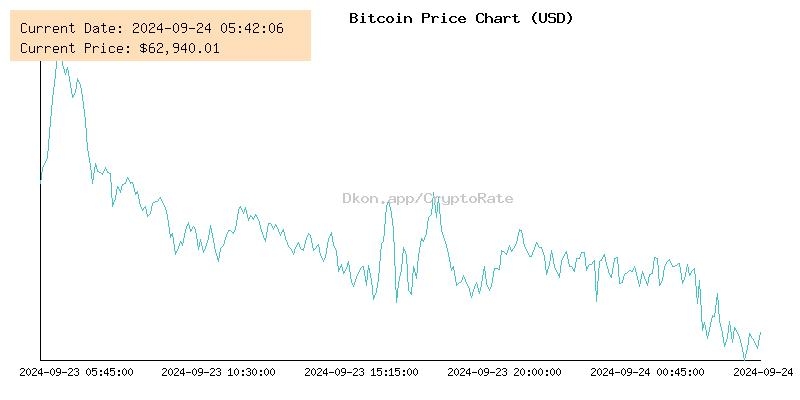 Bitcoin Price Chart (USD)
Current Date: 2024-09-24 05:42:06
Current Price: $62,940.01
Dkon.app/CryptoRate
2024-09-23 05:45:00 2024-09-23 10:30:00 2024-09-23 15:15:00 2024-09-23 20:00:00 2024-09-24 00:45:00 2024-09-24